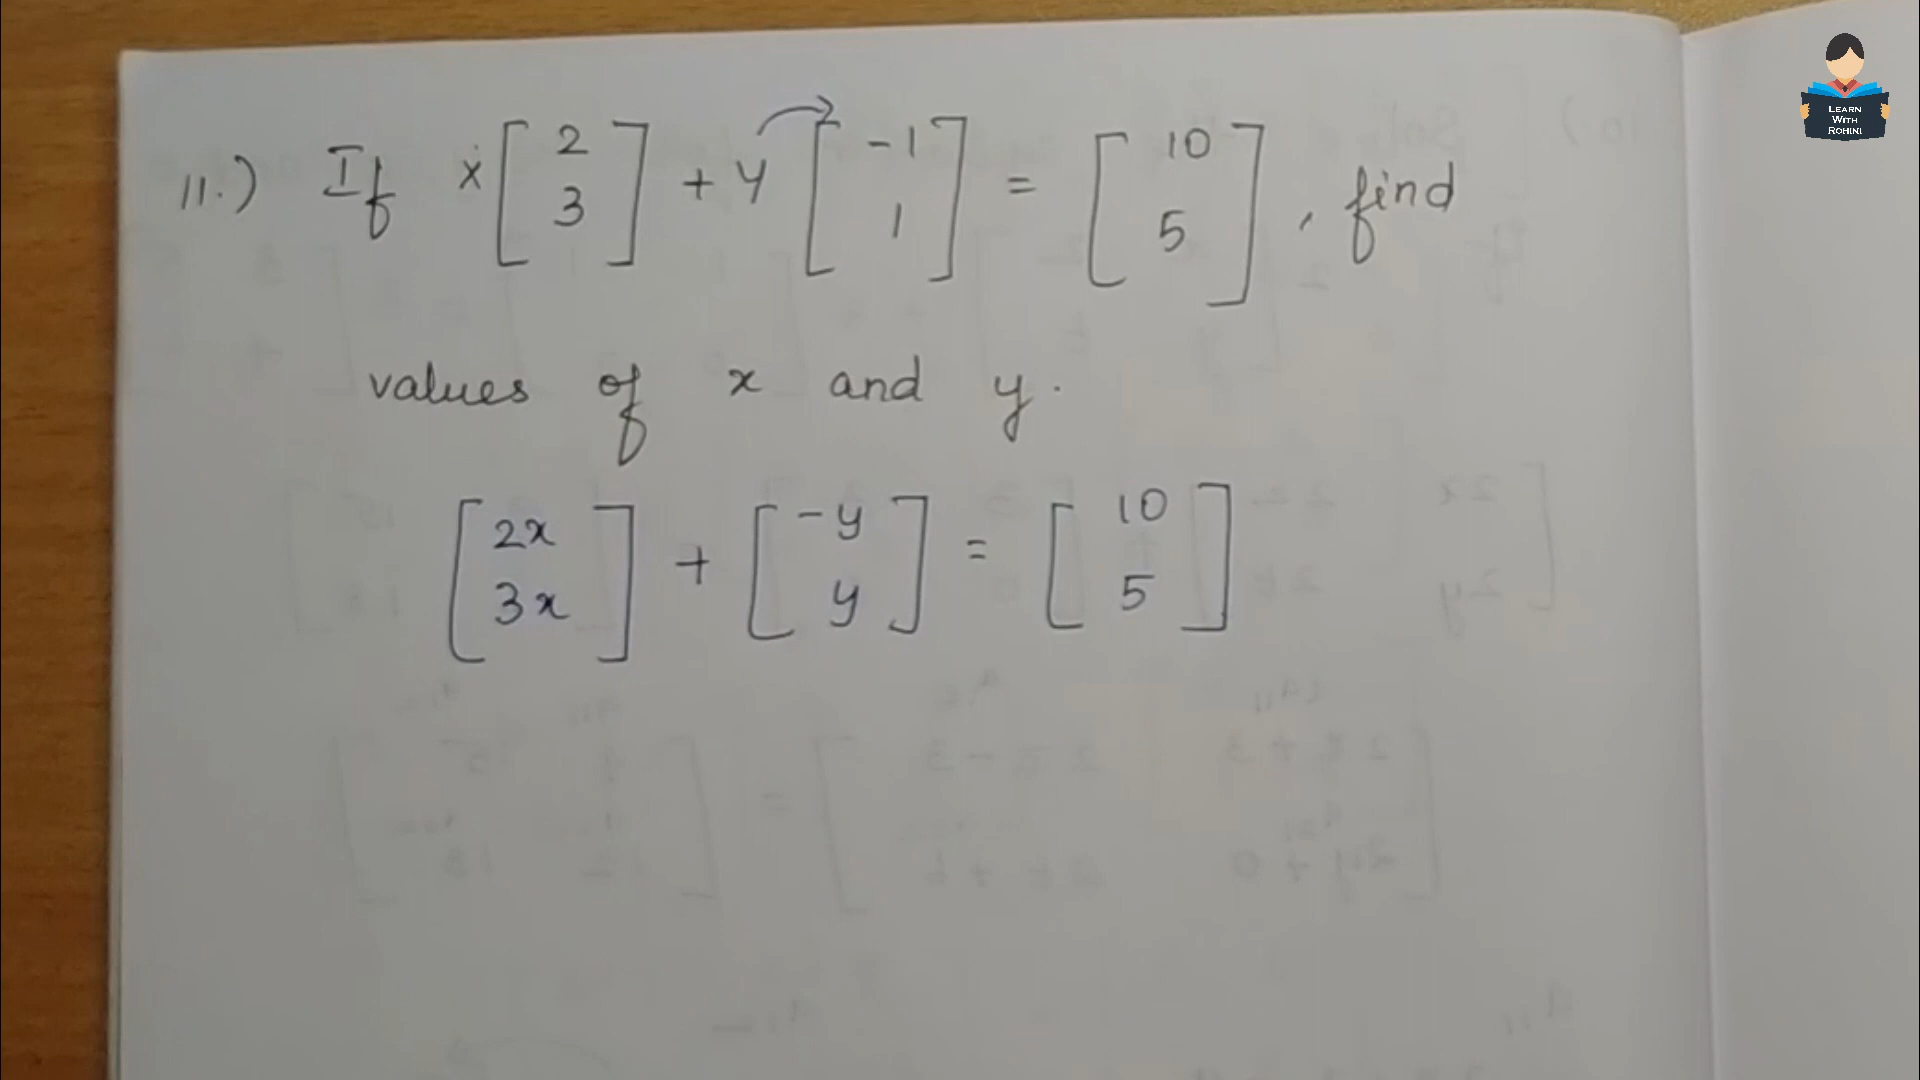 11.) If x [ 2 3 ] + y [ -1 1 ] = [ 10 5 ], find
values of x and y.
[ 2x 3x ] + [ -y y ] = [ 10 5 ]
LEARN
WITH
ROHINI